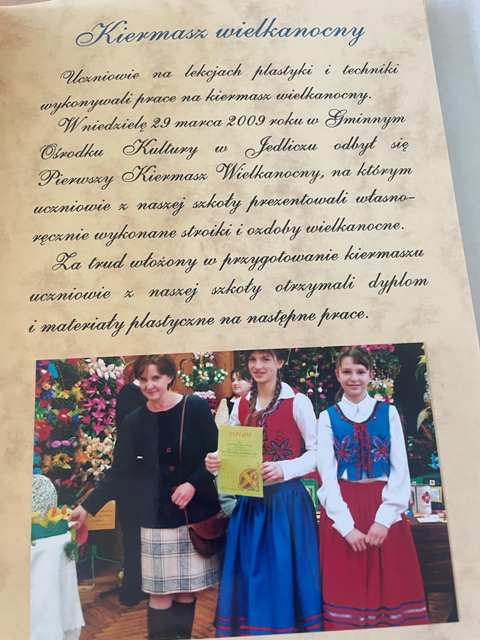 Kiermasz wielkanocny
Uczniowie na lekcjach plastyki i techniki
wykonywali prace na kiermasz wielkanocny.
W niedzielę 29 marca 2009 roku w Gminnym
Ośrodku Kultury w Jedliczu odbył się
Pierwszy Kiermasz Wielkanocny, na którym
uczniowie z naszej szkoły prezentowali własno-
ręcznie wykonane stroiki i ozdoby wielkanocne.
Za trud włożony w przygotowanie kiermaszu
uczniowie z naszej szkoły otrzymali dyplom
i materiały plastyczne na następne prace.
DYPLOM